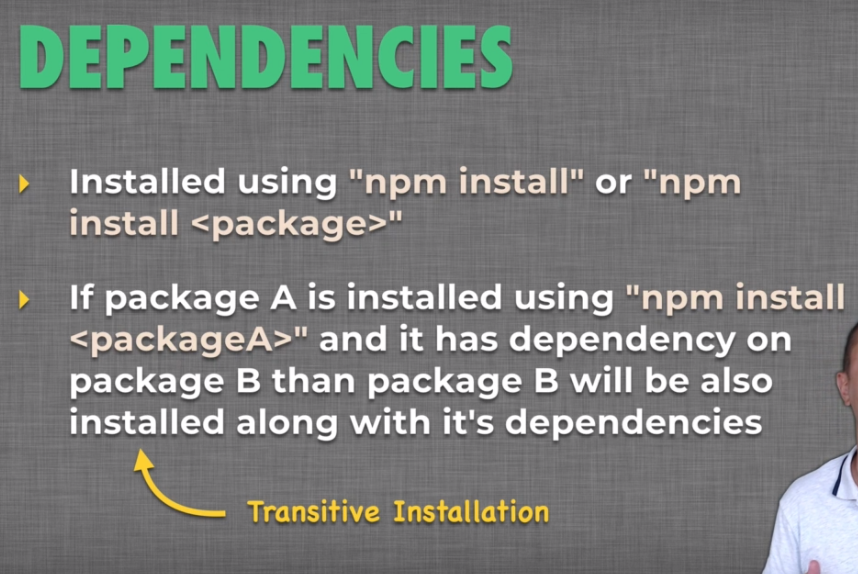 DEPENDENCIES
Installed using "npm install" or "npm
install <package>"
If package A is installed using "npm install
<packageA>" and it has dependency on
package B than package B will be also
installed along with it's dependencies
Transitive Installation